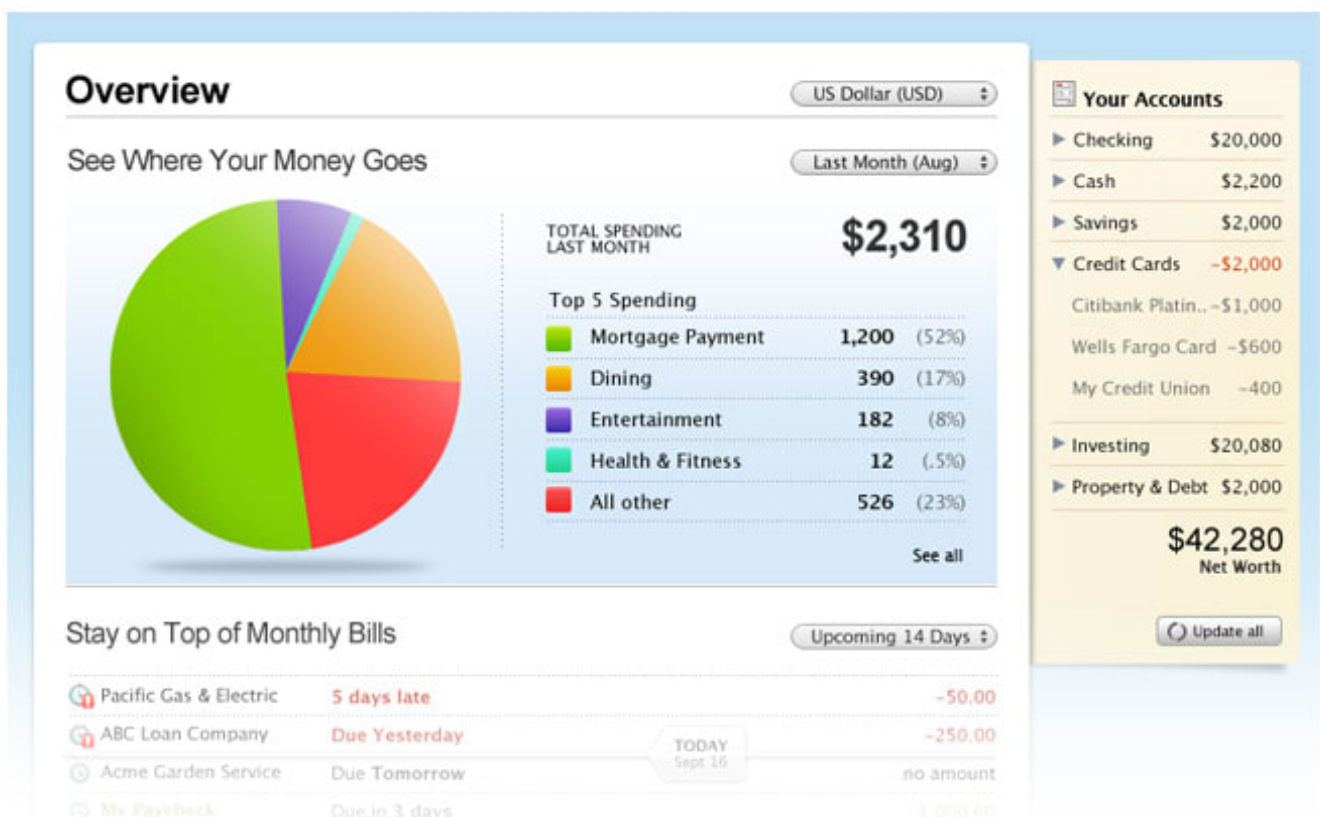 Overview
US Dollar (USD)
See Where Your Money Goes
Last Month (Aug)
TOTAL SPENDING
LAST MONTH
$2,310
Top 5 Spending
Mortgage Payment 1,200 (52%)
Dining 390 (17%)
Entertainment 182 (8%)
Health & Fitness 12 (.5%)
All other 526 (23%)
See all
Stay on Top of Monthly Bills
Upcoming 14 Days
Pacific Gas & Electric 5 days late -50.00
ABC Loan Company Due Yesterday -250.00
TODAY
Sept 16
Acme Garden Service Due Tomorrow no amount
My Paycheck Due in 3 days 1,000.00
Your Accounts
Checking $20,000
Cash $2,200
Savings $2,000
Credit Cards -$2,000
Citibank Platin.. -$1,000
Wells Fargo Card -$600
My Credit Union -400
Investing $20,080
Property & Debt $2,000
$42,280
Net Worth
Update all